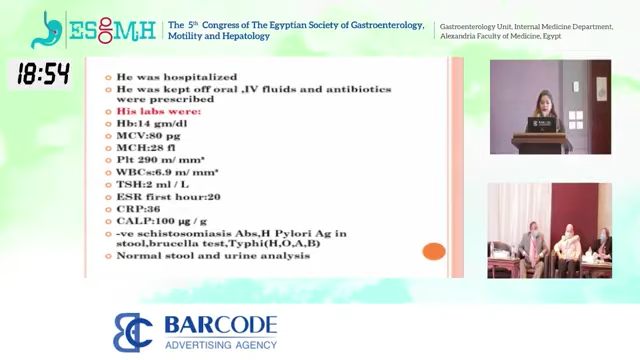 ESGMH
The 5th Congress of The Egyptian Society of Gastroenterology,
Motility and Hepatology
Gastroenterology Unit, Internal Medicine Department,
Alexandria Faculty of Medicine, Egypt
18:54
He was hospitalized
He was kept off oral ,IV fluids and antibiotics
were prescribed
His labs were:
Hb:14 gm/dl
MCV:80 pg
MCH:28 fl
Plt 290 m/ mm³
WBCs:6.9 m/ mm³
TSH:2 ml / L
ESR first hour:20
CRP:36
CALP:100 µg / g
-ve schistosomiasis Abs,H Pylori Ag in
stool,brucella test,Typhi(H,O,A,B)
Normal stool and urine analysis
BARCODE
BC BARCODE
ADVERTISING AGENCY